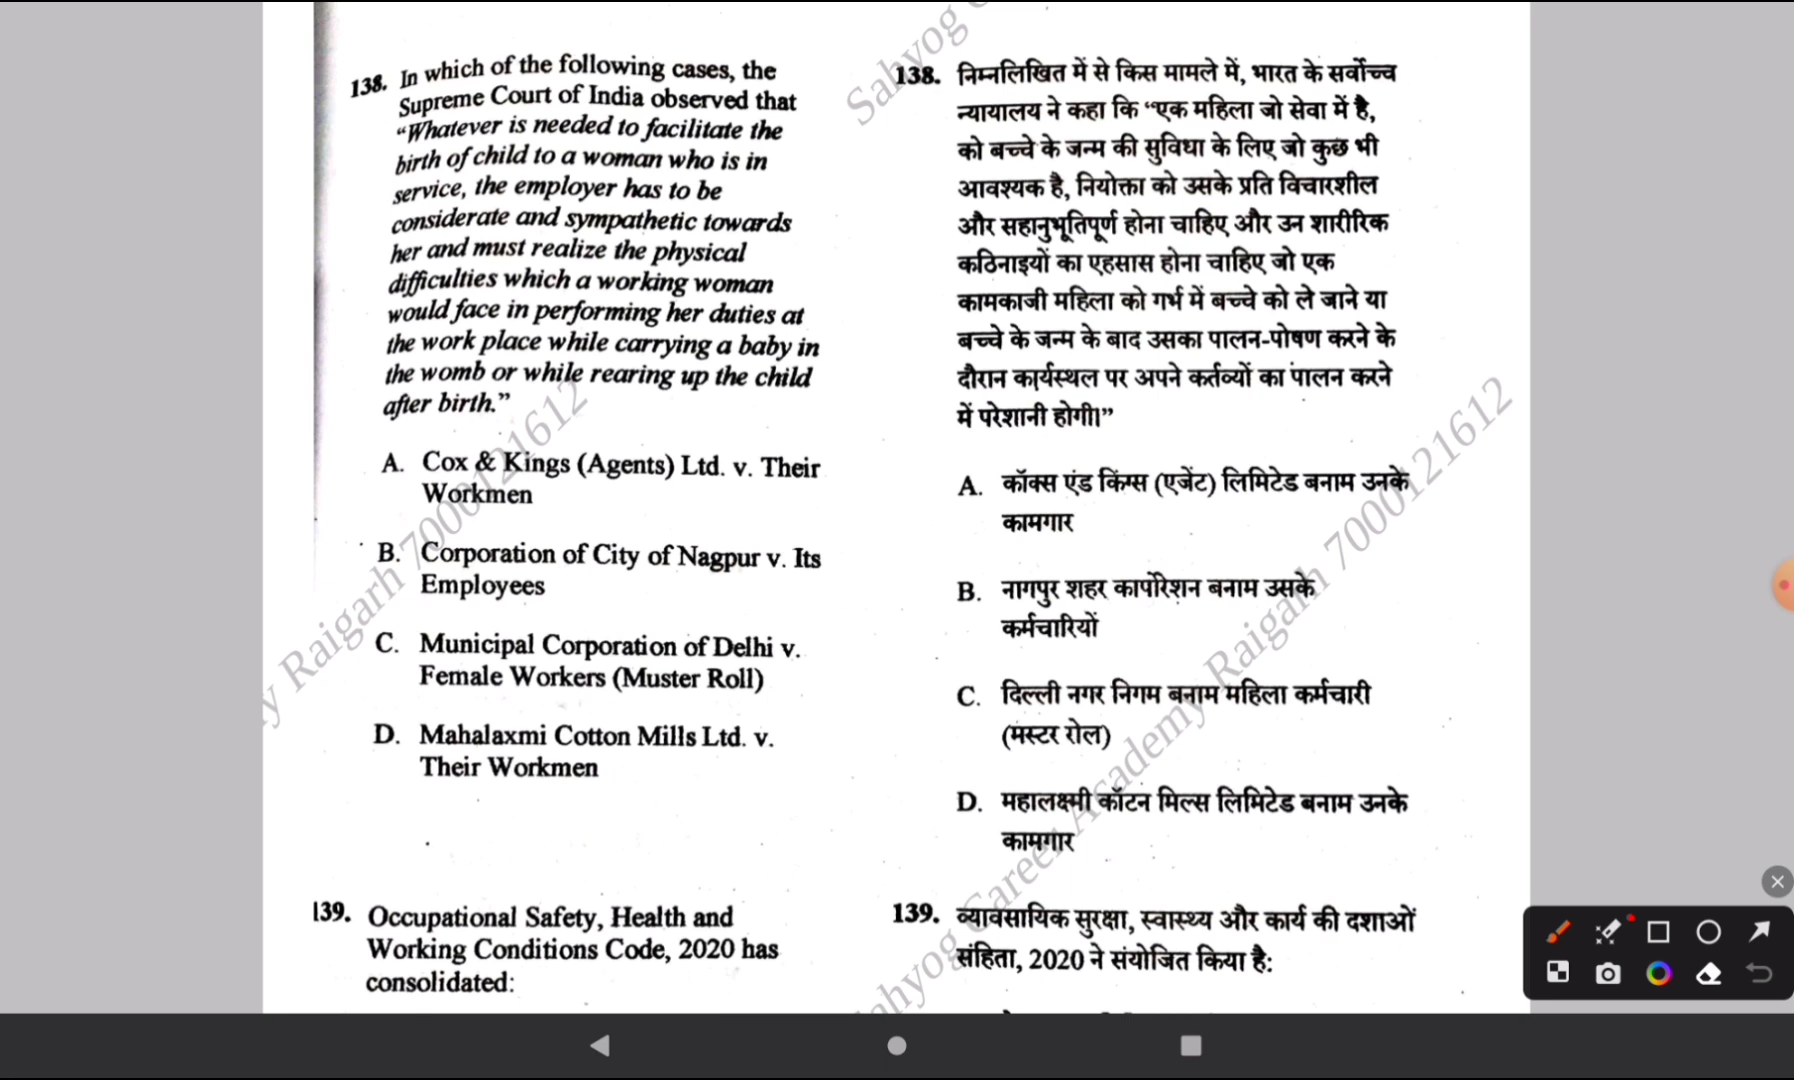 138. In which of the following cases, the
Supreme Court of India observed that
“Whatever is needed to facilitate the
birth of child to a woman who is in
service, the employer has to be
considerate and sympathetic towards
her and must realize the physical
difficulties which a working woman
would face in performing her duties at
the work place while carrying a baby in
the womb or while rearing up the child
after birth.”
A. Cox & Kings (Agents) Ltd. v. Their
Workmen
B. Corporation of City of Nagpur v. Its
Employees
C. Municipal Corporation of Delhi v.
Female Workers (Muster Roll)
D. Mahalaxmi Cotton Mills Ltd. v.
Their Workmen
139. Occupational Safety, Health and
Working Conditions Code, 2020 has
consolidated:
138. निम्नलिखित में से किस मामले में, भारत के सर्वोच्च
न्यायालय ने कहा कि “एक महिला जो सेवा में है,
को बच्चे के जन्म की सुविधा के लिए जो कुछ भी
आवश्यक है, नियोक्ता को उसके प्रति विचारशील
और सहानुभूतिपूर्ण होना चाहिए और उन शारीरिक
कठिनाइयों का एहसास होना चाहिए जो एक
कामकाजी महिला को गर्भ में बच्चे को ले जाने या
बच्चे के जन्म के बाद उसका पालन-पोषण करने के
दौरान कार्यस्थल पर अपने कर्तव्यों का पालन करने
में परेशानी होगी।”
A. कॉक्स एंड किंग्स (एजेंट) लिमिटेड बनाम उनके
कामगार
B. नागपुर शहर कार्पोरेशन बनाम उसके
कर्मचारियों
C. दिल्ली नगर निगम बनाम महिला कर्मचारी
(मस्टर रोल)
D. महालक्ष्मी कॉटन मिल्स लिमिटेड बनाम उनके
कामगार
139. व्यावसायिक सुरक्षा, स्वास्थ्य और कार्य की दशाओं
संहिता, 2020 ने संयोजित किया है:
Sahyog
Raigarh 7000121612
Sahyog Career Academy Raigarh 7000121612